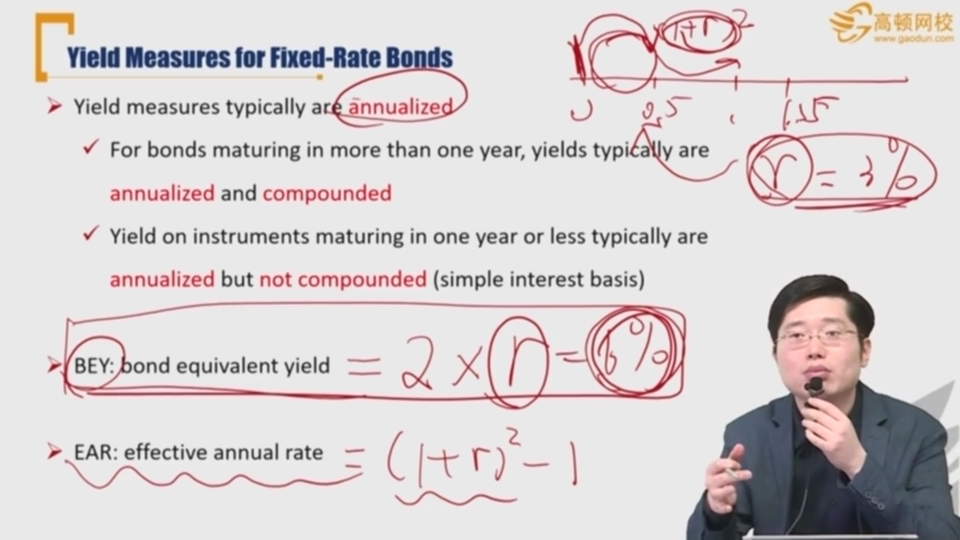 高顿网校
www.gaodun.com
Yield Measures for Fixed-Rate Bonds
(1+r)²
0 0.5 1 1.5
r = 3%
Yield measures typically are annualized
For bonds maturing in more than one year, yields typically are
annualized and compounded
Yield on instruments maturing in one year or less typically are
annualized but not compounded (simple interest basis)
BEY: bond equivalent yield = 2 × r = 6%
EAR: effective annual rate = (1+r)² - 1